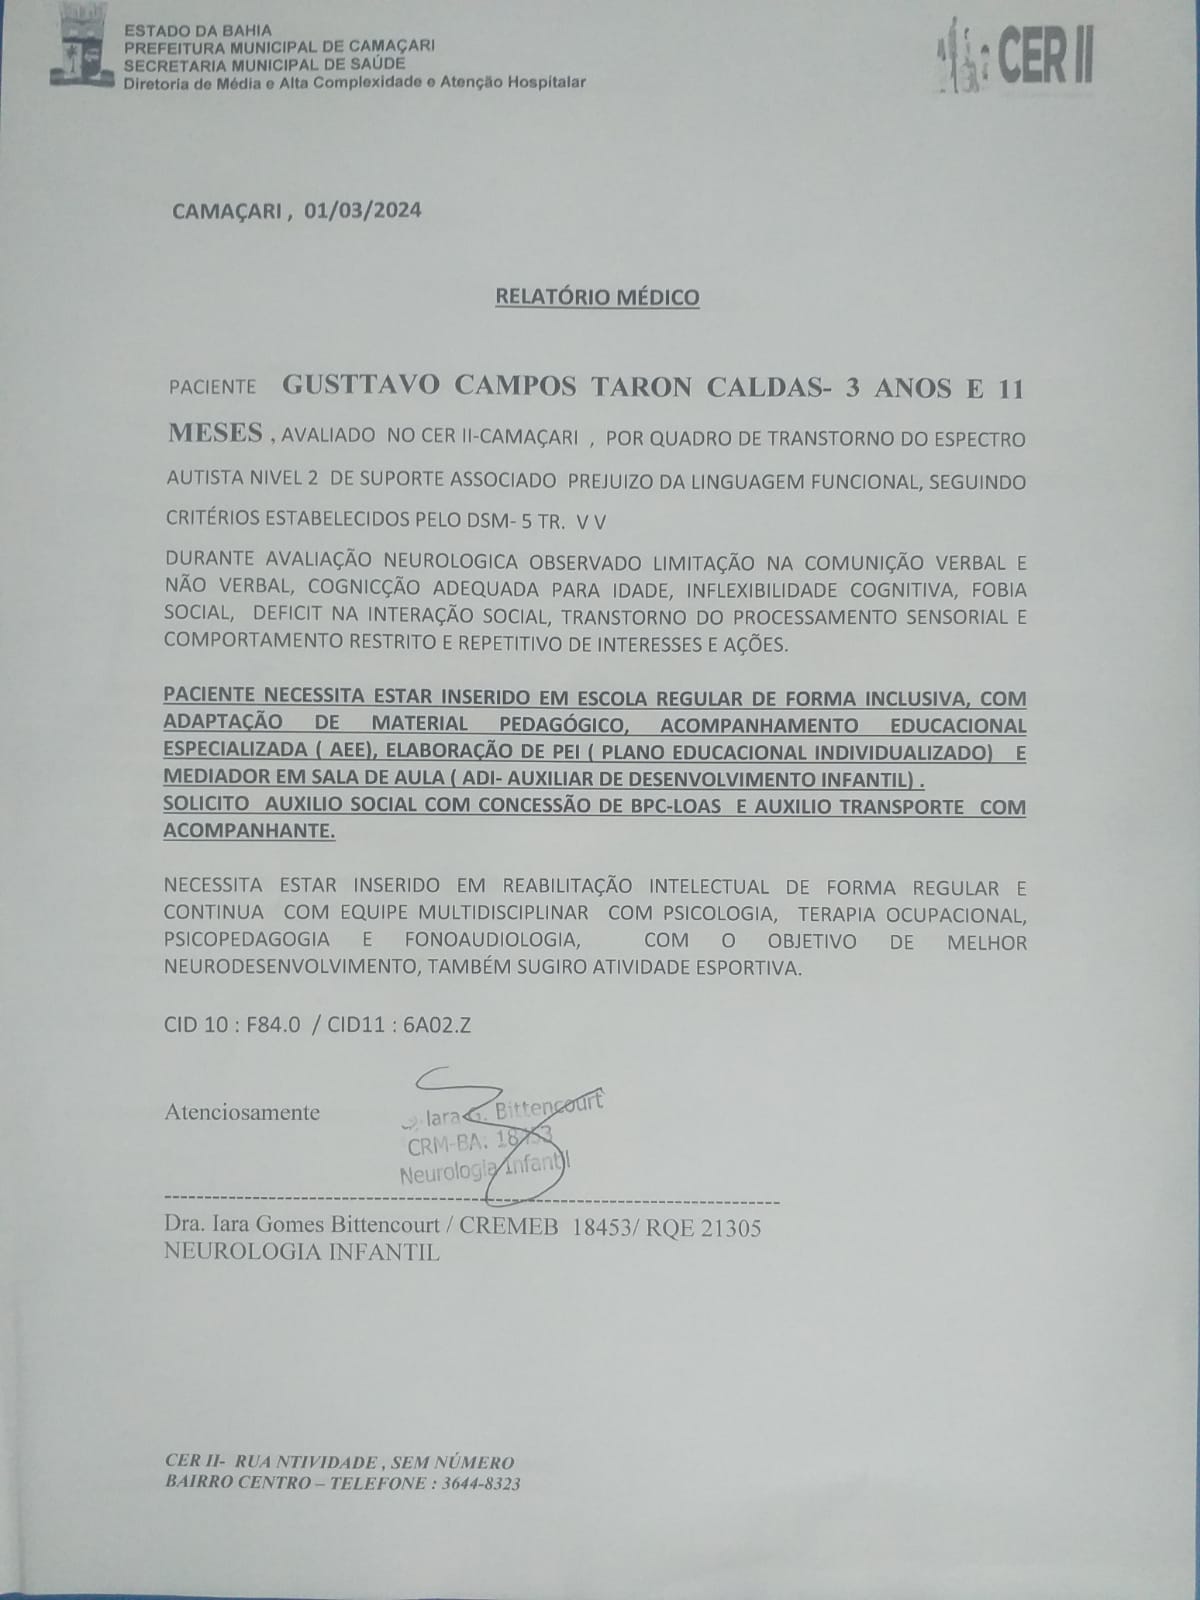 ESTADO DA BAHIA
PREFEITURA MUNICIPAL DE CAMAÇARI
SECRETARIA MUNICIPAL DE SAÚDE
Diretoria de Média e Alta Complexidade e Atenção Hospitalar
CER II
CAMAÇARI , 01/03/2024
RELATÓRIO MÉDICO
PACIENTE GUSTTAVO CAMPOS TARON CALDAS- 3 ANOS E 11
MESES , AVALIADO NO CER II-CAMAÇARI , POR QUADRO DE TRANSTORNO DO ESPECTRO
AUTISTA NIVEL 2 DE SUPORTE ASSOCIADO PREJUIZO DA LINGUAGEM FUNCIONAL, SEGUINDO
CRITÉRIOS ESTABELECIDOS PELO DSM- 5 TR. V V
DURANTE AVALIAÇÃO NEUROLOGICA OBSERVADO LIMITAÇÃO NA COMUNIÇÃO VERBAL E
NÃO VERBAL, COGNICÇÃO ADEQUADA PARA IDADE, INFLEXIBILIDADE COGNITIVA, FOBIA
SOCIAL, DEFICIT NA INTERAÇÃO SOCIAL, TRANSTORNO DO PROCESSAMENTO SENSORIAL E
COMPORTAMENTO RESTRITO E REPETITIVO DE INTERESSES E AÇÕES.
PACIENTE NECESSITA ESTAR INSERIDO EM ESCOLA REGULAR DE FORMA INCLUSIVA, COM
ADAPTAÇÃO DE MATERIAL PEDAGÓGICO, ACOMPANHAMENTO EDUCACIONAL
ESPECIALIZADA ( AEE), ELABORAÇÃO DE PEI ( PLANO EDUCACIONAL INDIVIDUALIZADO) E
MEDIADOR EM SALA DE AULA ( ADI- AUXILIAR DE DESENVOLVIMENTO INFANTIL) .
SOLICITO AUXILIO SOCIAL COM CONCESSÃO DE BPC-LOAS E AUXILIO TRANSPORTE COM
ACOMPANHANTE.
NECESSITA ESTAR INSERIDO EM REABILITAÇÃO INTELECTUAL DE FORMA REGULAR E
CONTINUA COM EQUIPE MULTIDISCIPLINAR COM PSICOLOGIA, TERAPIA OCUPACIONAL,
PSICOPEDAGOGIA E FONOAUDIOLOGIA, COM O OBJETIVO DE MELHOR
NEURODESENVOLVIMENTO, TAMBÉM SUGIRO ATIVIDADE ESPORTIVA.
CID 10 : F84.0 / CID11 : 6A02.Z
Atenciosamente
Iara G. Bittencourt
CRM-BA: 18453
Neurologia Infantil
Dra. Iara Gomes Bittencourt / CREMEB 18453/ RQE 21305
NEUROLOGIA INFANTIL
CER II- RUA NTIVIDADE , SEM NÚMERO
BAIRRO CENTRO – TELEFONE : 3644-8323